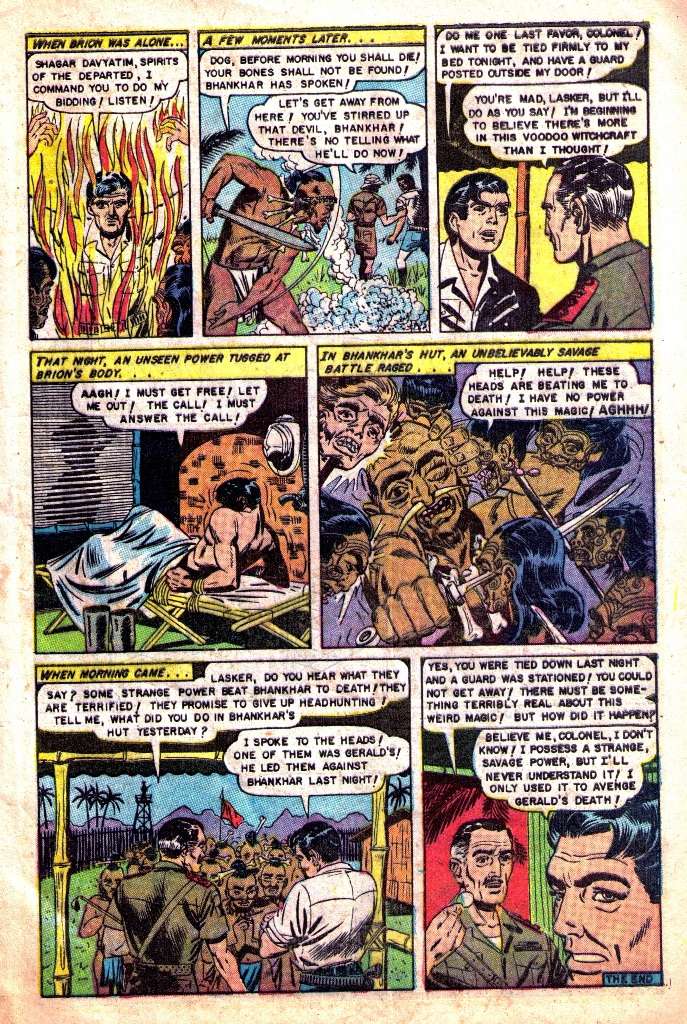 WHEN BRION WAS ALONE...
SHAGAR DAVYATIM, SPIRITS
OF THE DEPARTED, I
COMMAND YOU TO DO MY
BIDDING! LISTEN!
A FEW MOMENTS LATER. . .
DOG, BEFORE MORNING YOU SHALL DIE!
YOUR BONES SHALL NOT BE FOUND!
BHANKHAR HAS SPOKEN!
LET'S GET AWAY FROM
HERE! YOU'VE STIRRED UP
THAT DEVIL, BHANKHAR!
THERE'S NO TELLING WHAT
HE'LL DO NOW!
DO ME ONE LAST FAVOR, COLONEL!
I WANT TO BE TIED FIRMLY TO MY
BED TONIGHT, AND HAVE A GUARD
POSTED OUTSIDE MY DOOR!
YOU'RE MAD, LASKER, BUT I'LL
DO AS YOU SAY! I'M BEGINNING
TO BELIEVE THERE'S MORE
IN THIS VOODOO WITCHCRAFT
THAN I THOUGHT!
THAT NIGHT, AN UNSEEN POWER TUGGED AT
BRION'S BODY. . . .
AAGH! I MUST GET FREE! LET
ME OUT! THE CALL! I MUST
ANSWER THE CALL!
IN BHANKHAR'S HUT, AN UNBELIEVABLY SAVAGE
BATTLE RAGED . . .
HELP! HELP! THESE
HEADS ARE BEATING ME TO
DEATH! I HAVE NO POWER
AGAINST THIS MAGIC! AGHHH!
WHEN MORNING CAME. . .
LASKER, DO YOU HEAR WHAT THEY
SAY? SOME STRANGE POWER BEAT BHANKHAR TO DEATH! THEY
ARE TERRIFIED! THEY PROMISE TO GIVE UP HEADHUNTING!
TELL ME, WHAT DID YOU DO IN BHANKHAR'S
HUT YESTERDAY?
I SPOKE TO THE HEADS!
ONE OF THEM WAS GERALD'S!
HE LED THEM AGAINST
BHANKHAR LAST NIGHT!
YES, YOU WERE TIED DOWN LAST NIGHT
AND A GUARD WAS STATIONED! YOU COULD
NOT GET AWAY! THERE MUST BE SOME-
THING TERRIBLY REAL ABOUT THIS
WEIRD MAGIC! BUT HOW DID IT HAPPEN?
BELIEVE ME, COLONEL, I DON'T
KNOW! I POSSESS A STRANGE,
SAVAGE POWER, BUT I'LL
NEVER UNDERSTAND IT! I
ONLY USED IT TO AVENGE
GERALD'S DEATH!
THE END